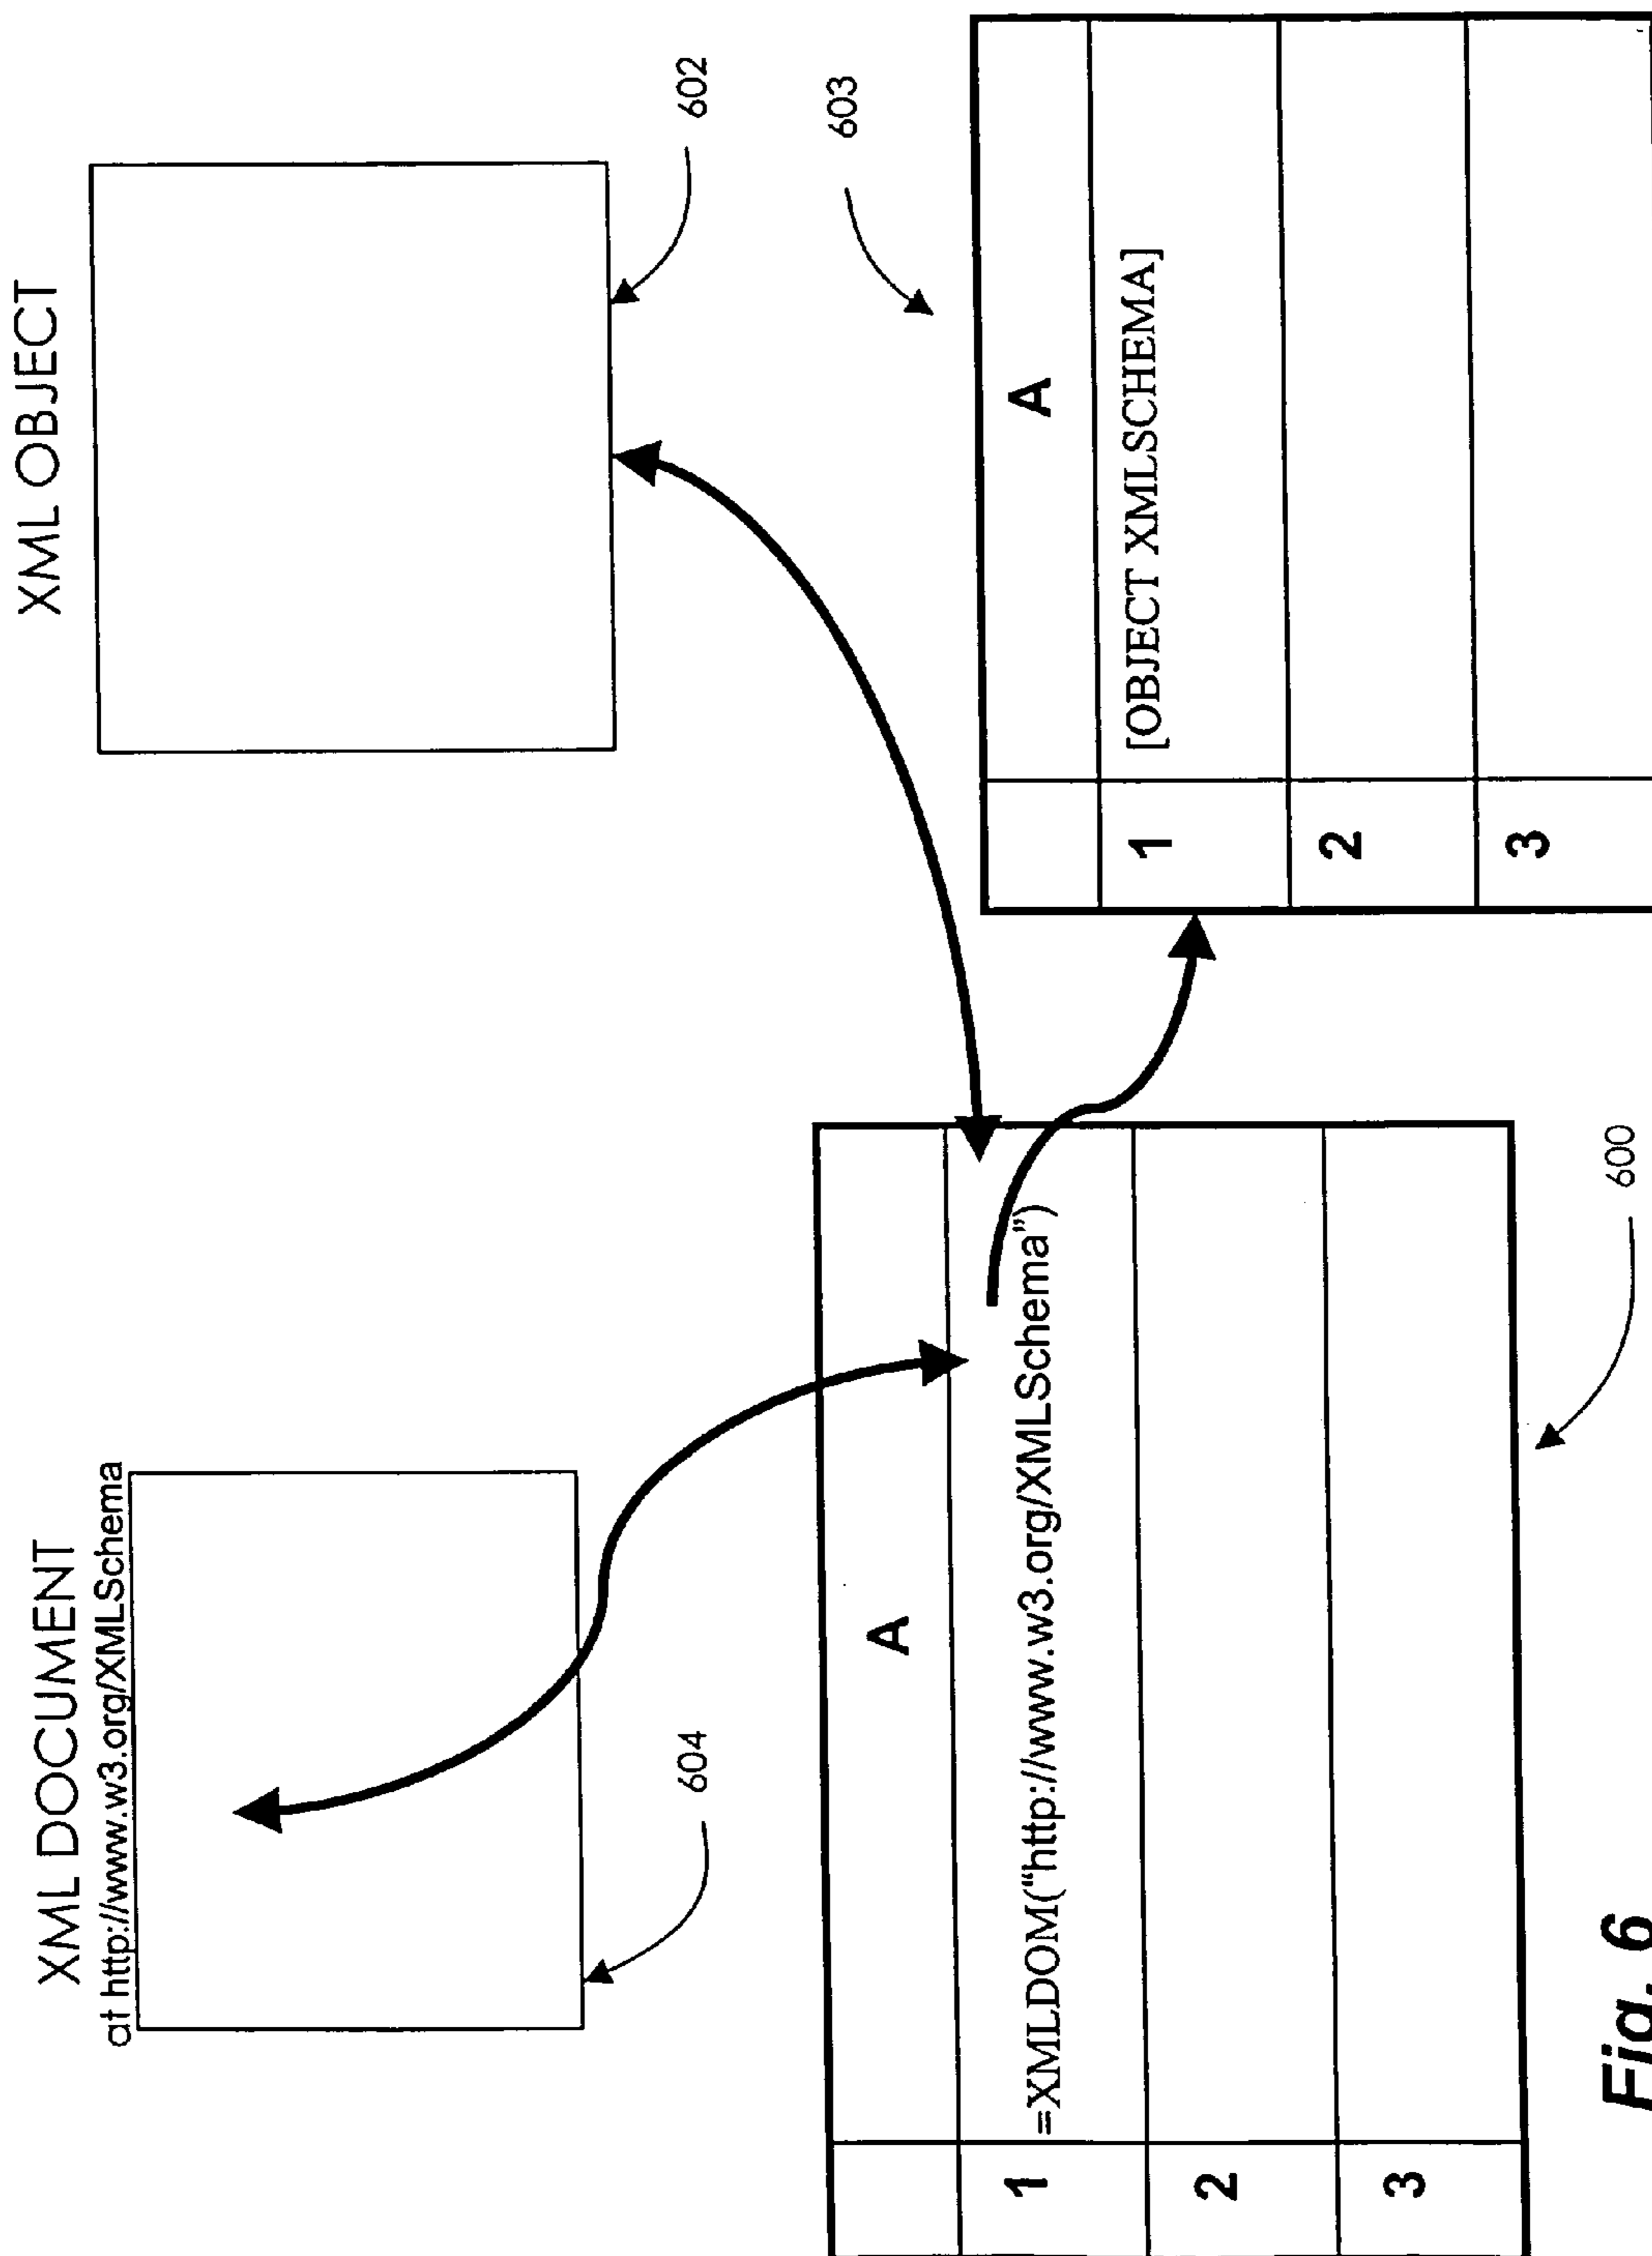 XML DOCUMENT
at http://www.w3.org/XMLSchema
604
XML OBJECT
602
A
1 =XMLDOM("http://www.w3.org/XMLSchema")
2
3
600
603
A
1 [OBJECT XMLSCHEMA]
2
3
Fig. 6